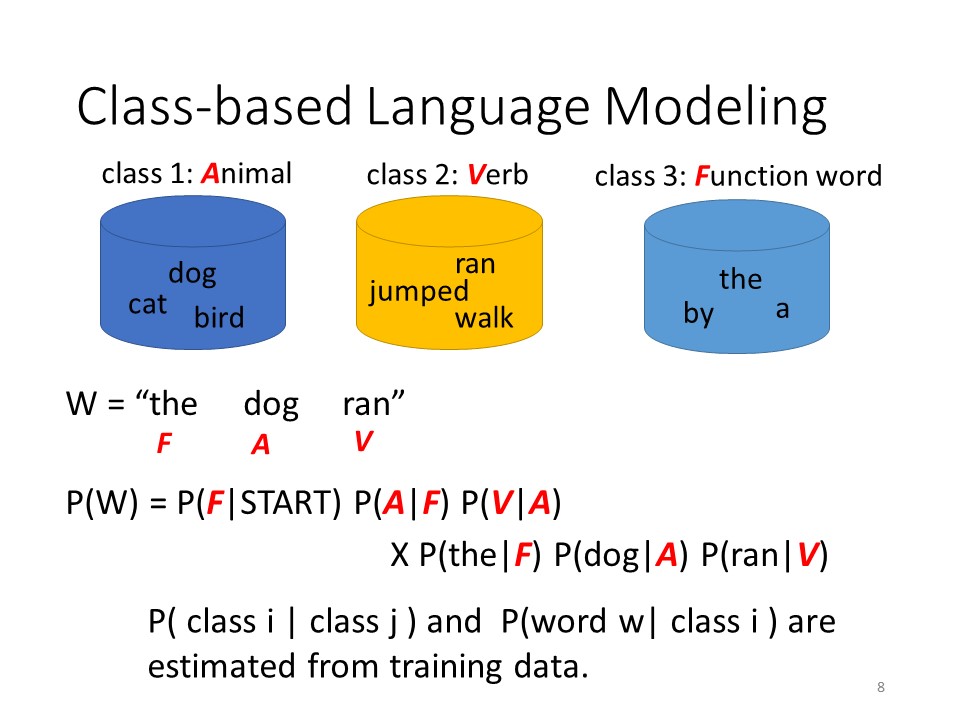 Class-based Language Modeling
class 1: Animal
class 2: Verb
class 3: Function word
dog
cat
bird
ran
jumped
walk
the
by
a
W = “the dog ran”
F A V
P(W) = P(F|START) P(A|F) P(V|A)
X P(the|F) P(dog|A) P(ran|V)
P( class i | class j ) and P(word w| class i ) are
estimated from training data.
8